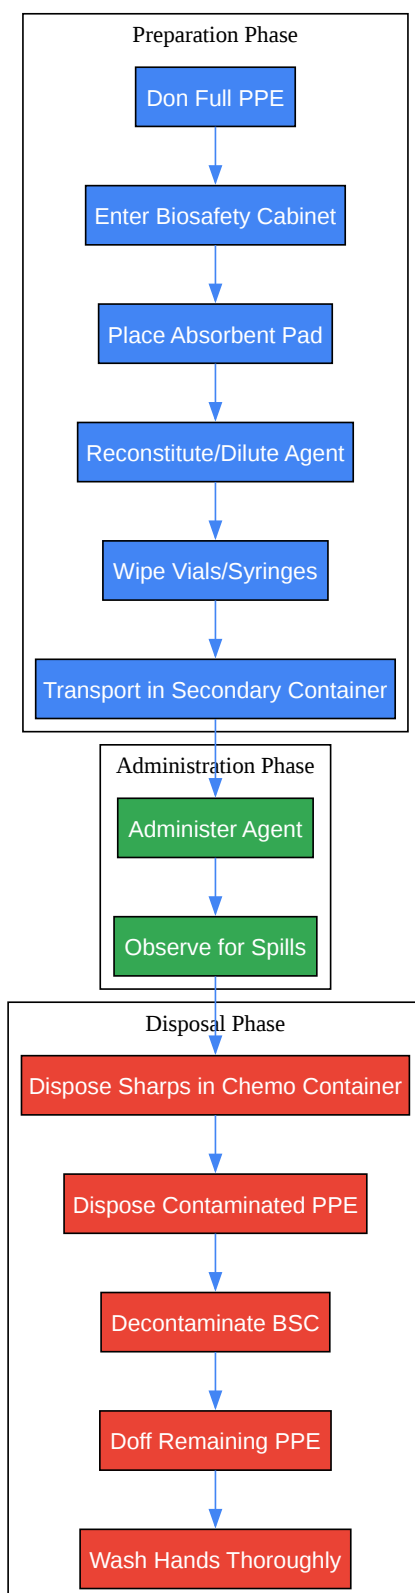 Preparation Phase
Don Full PPE
Enter Biosafety Cabinet
Place Absorbent Pad
Reconstitute/Dilute Agent
Wipe Vials/Syringes
Transport in Secondary Container
Administration Phase
Administer Agent
Observe for Spills
Disposal Phase
Dispose Sharps in Chemo Container
Dispose Contaminated PPE
Decontaminate BSC
Doff Remaining PPE
Wash Hands Thoroughly